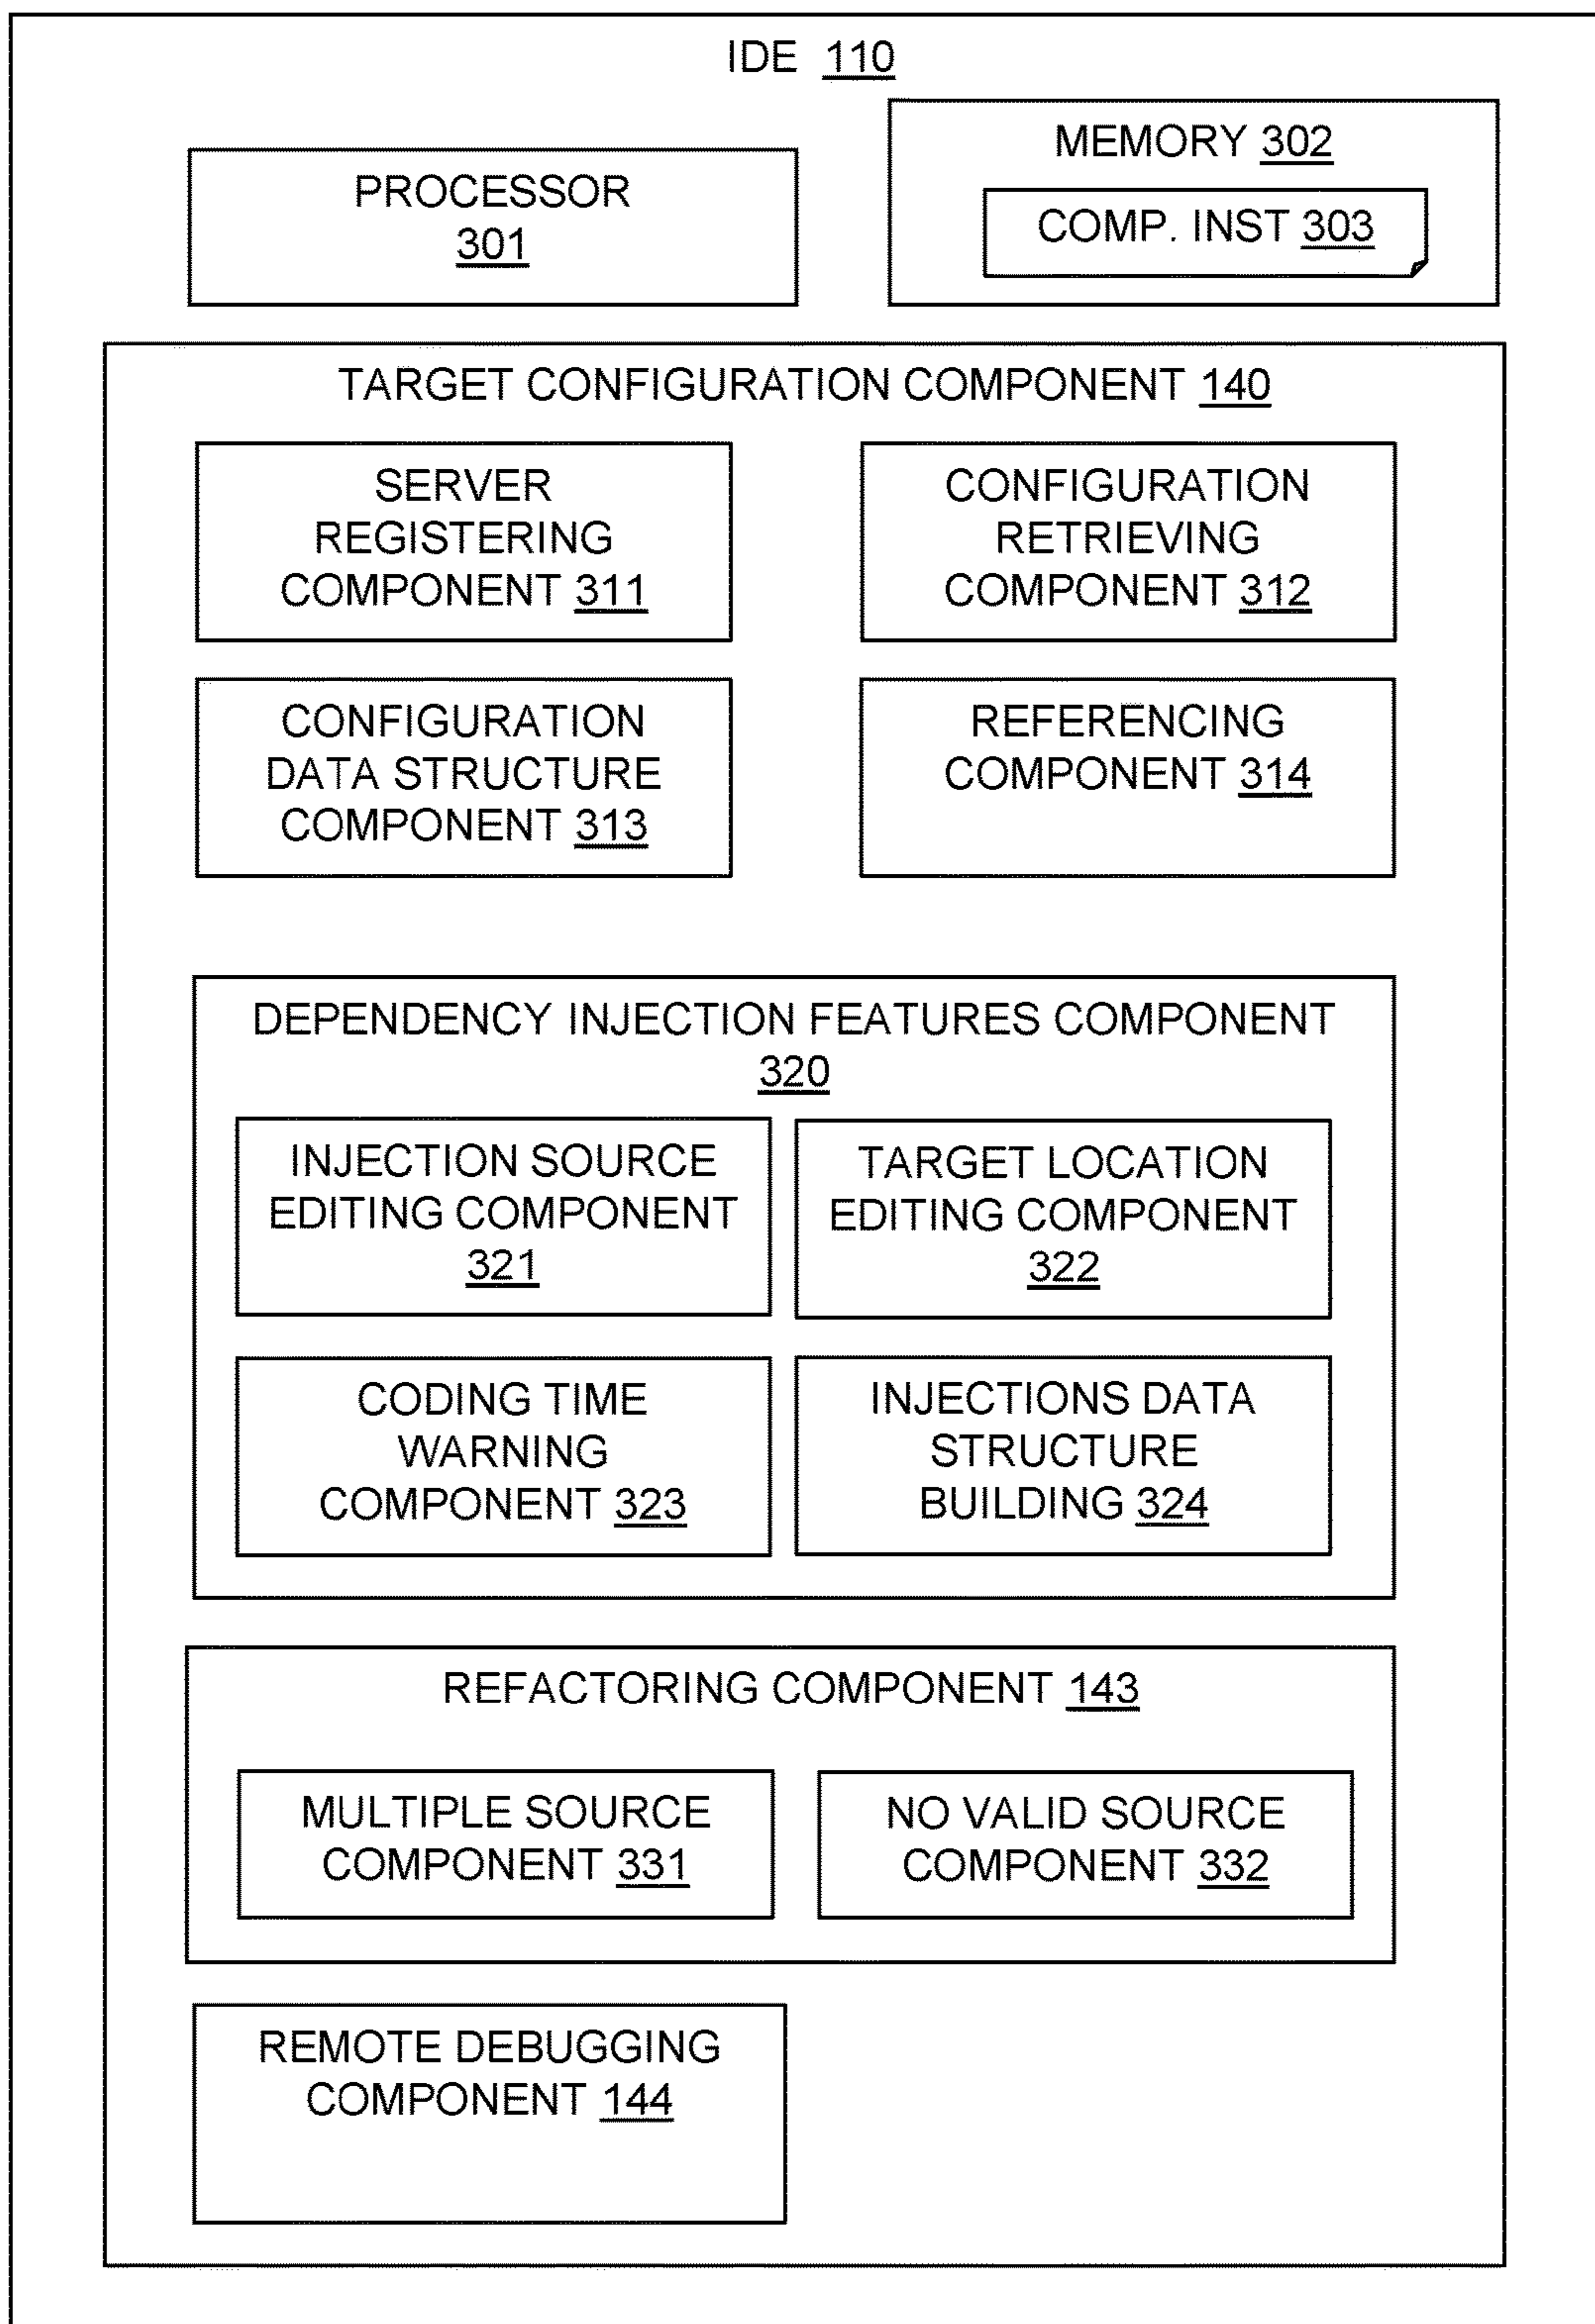 IDE 110
PROCESSOR
301
MEMORY 302
COMP. INST 303
TARGET CONFIGURATION COMPONENT 140
SERVER
REGISTERING
COMPONENT 311
CONFIGURATION
RETRIEVING
COMPONENT 312
CONFIGURATION
DATA STRUCTURE
COMPONENT 313
REFERENCING
COMPONENT 314
DEPENDENCY INJECTION FEATURES COMPONENT
320
INJECTION SOURCE
EDITING COMPONENT
321
TARGET LOCATION
EDITING COMPONENT
322
CODING TIME
WARNING
COMPONENT 323
INJECTIONS DATA
STRUCTURE
BUILDING 324
REFACTORING COMPONENT 143
MULTIPLE SOURCE
COMPONENT 331
NO VALID SOURCE
COMPONENT 332
REMOTE DEBUGGING
COMPONENT 144